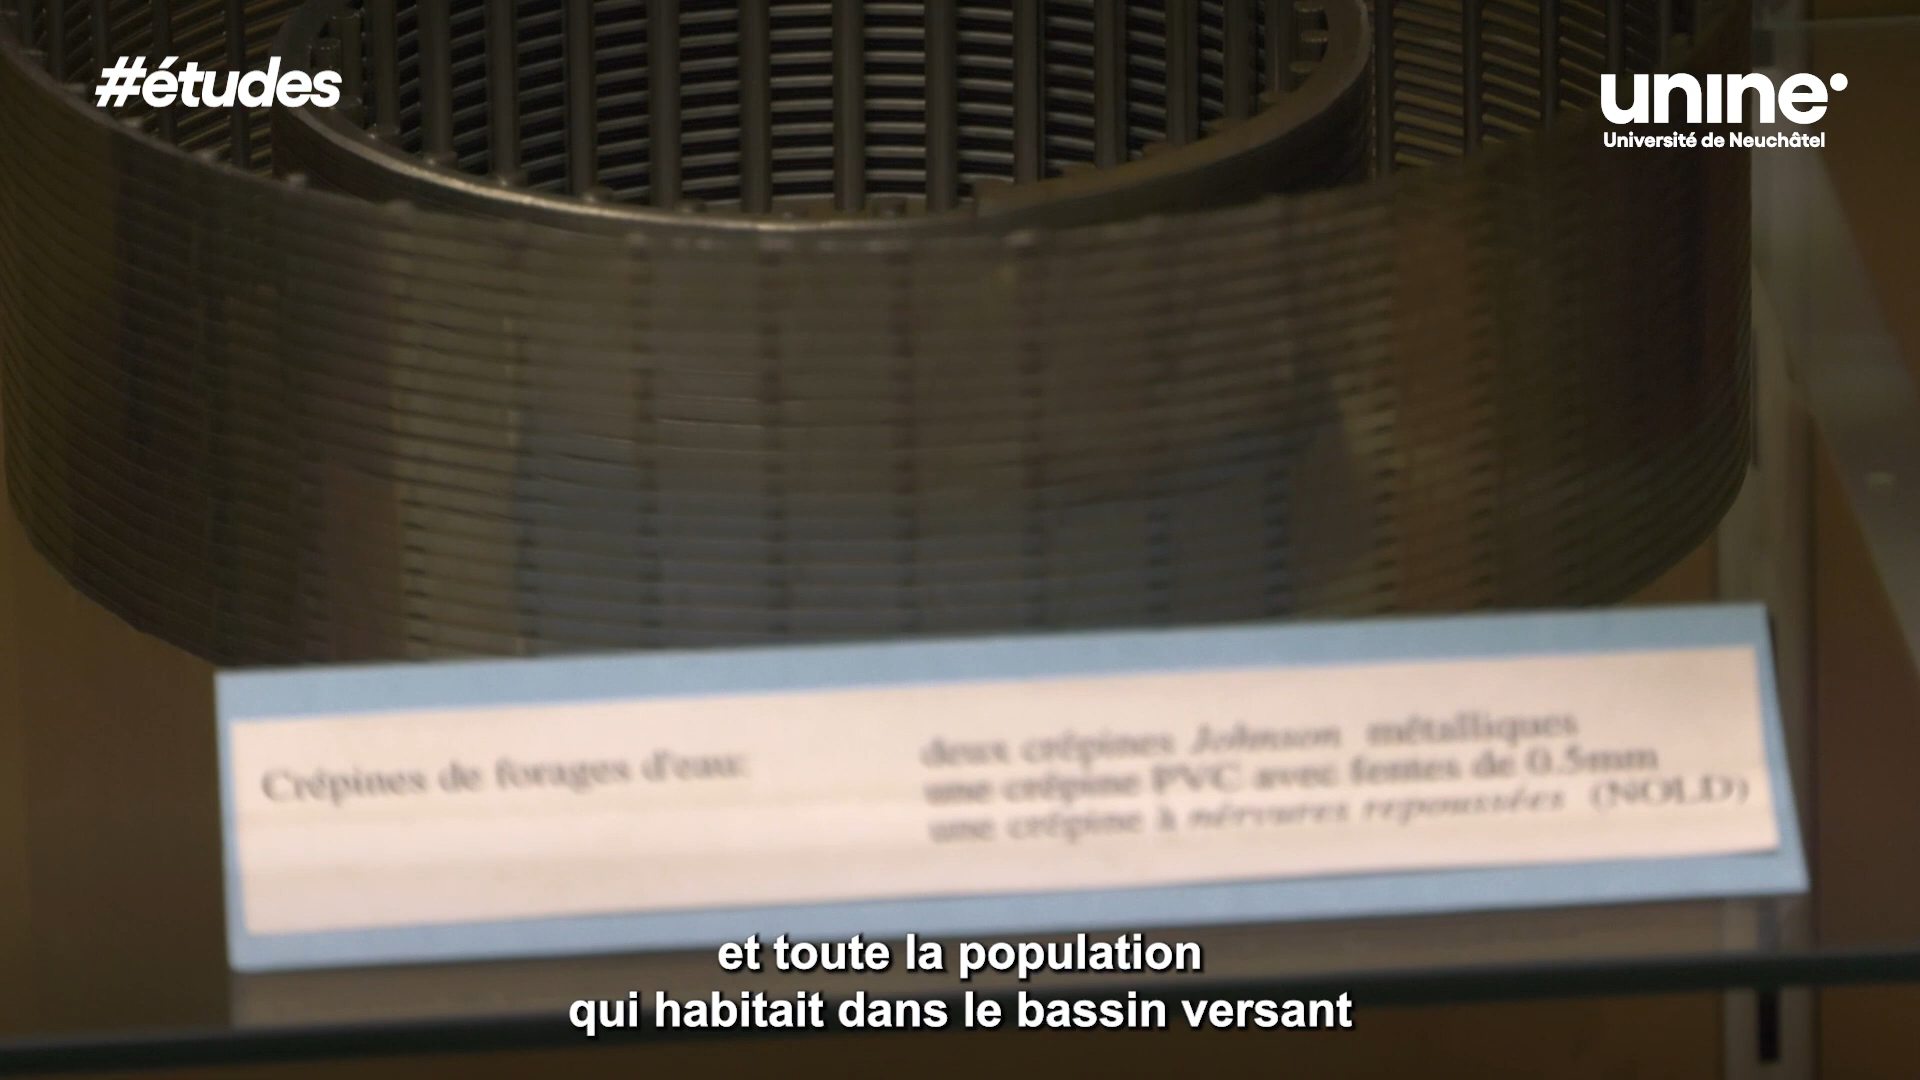 #études
unine
Université de Neuchâtel
Crépines de forages d'eau:
deux crépines Johnson métalliques
une crépine PVC avec fentes de 0.5mm
une crépine à nérvures repoussées (NOLD)
et toute la population
qui habitait dans le bassin versant